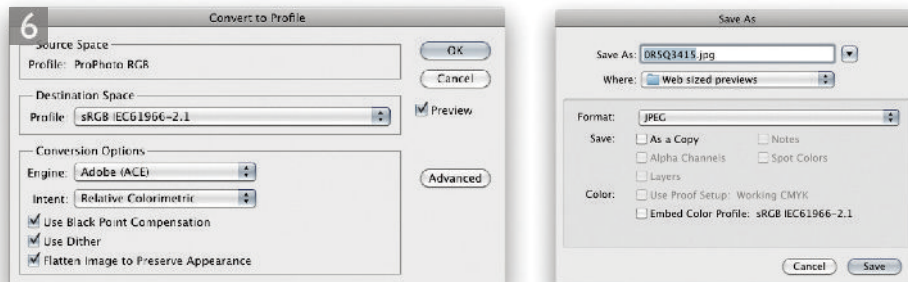 6
Convert to Profile
Source Space
Profile: ProPhoto RGB
OK
Cancel
Preview
Destination Space
Profile sRGB IEC61966-2.1
Conversion Options
Engine: Adobe (ACE)
Intent: Relative Colorimetric
Advanced
Use Black Point Compensation
Use Dither
Flatten Image to Preserve Appearance
Save As
Save As: 0R5Q3415.jpg
Where: Web sized previews
Format: JPEG
Save: As a Copy Notes
Alpha Channels Spot Colors
Layers
Color: Use Proof Setup: Working CMYK
Embed Color Profile: sRGB IEC61966-2.1
Cancel Save